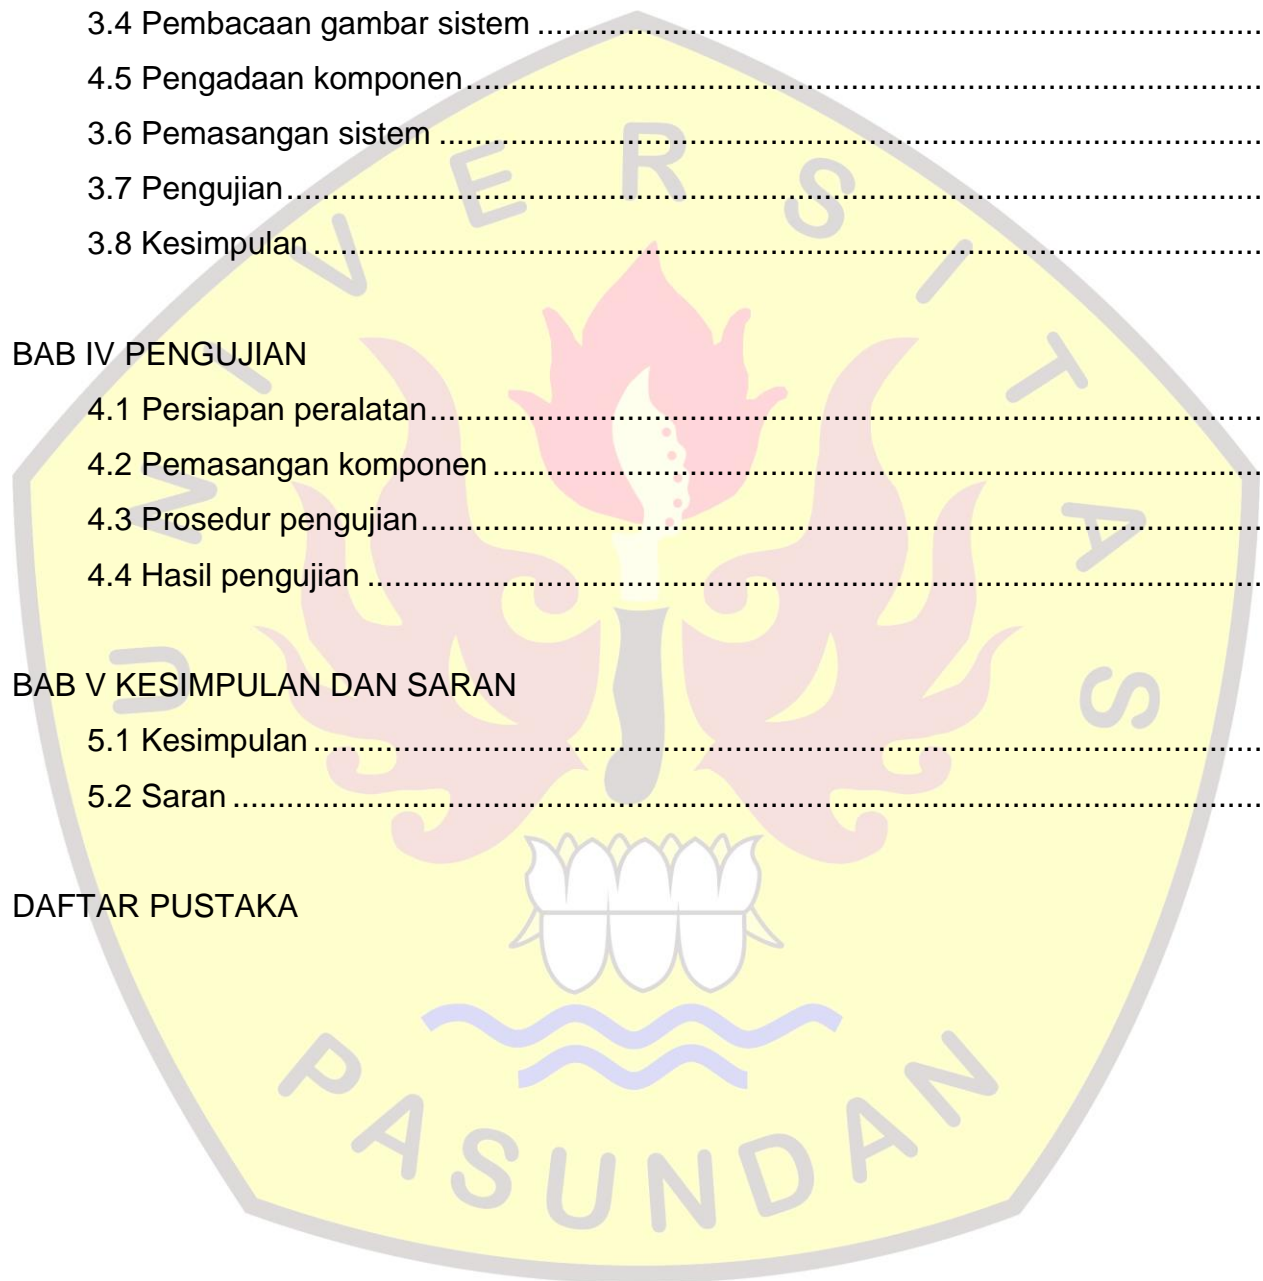 3.4 Pembacaan gambar sistem ................................................................................
4.5 Pengadaan komponen................................................................................
3.6 Pemasangan sistem ................................................................................
3.7 Pengujian................................................................................
3.8 Kesimpulan ................................................................................
BAB IV PENGUJIAN
4.1 Persiapan peralatan................................................................................
4.2 Pemasangan komponen ................................................................................
4.3 Prosedur pengujian................................................................................
4.4 Hasil pengujian ................................................................................
BAB V KESIMPULAN DAN SARAN
5.1 Kesimpulan ................................................................................
5.2 Saran ................................................................................
DAFTAR PUSTAKA
UNIVERSITAS
PASUNDAN